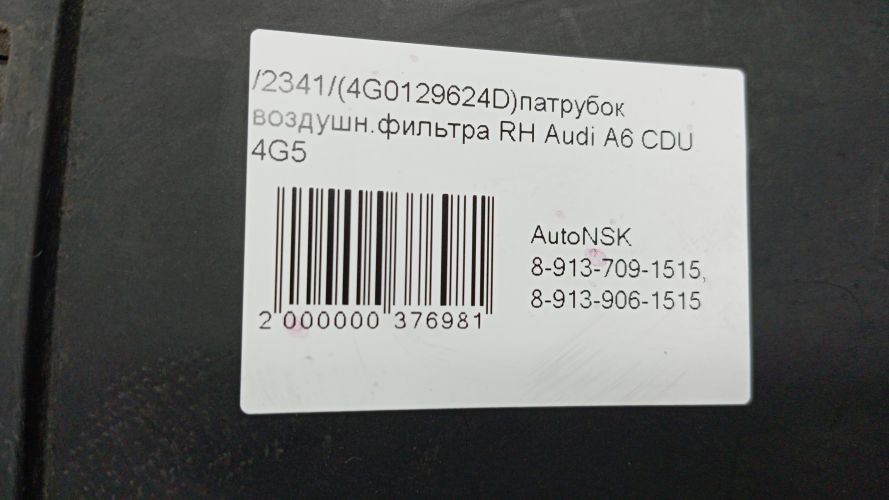 /2341/(4G0129624D)патрубок
воздушн.фильтра RH Audi A6 CDU
4G5
AutoNSK
8-913-709-1515,
8-913-906-1515
2 000000 376981